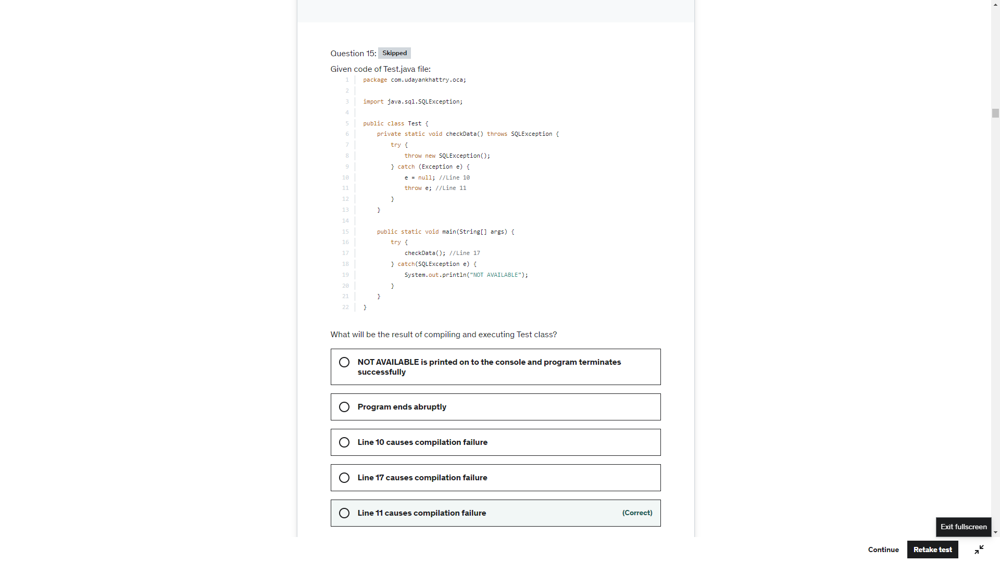 Question 15: Skipped
Given code of Test.java file:
1 package com.udayankhattry.oca;
2
3 import java.sql.SQLException;
4
5 public class Test {
6     private static void checkData() throws SQLException {
7         try {
8             throw new SQLException();
9         } catch (Exception e) {
10             e = null; //Line 10
11             throw e; //Line 11
12         }
13     }
14
15     public static void main(String[] args) {
16         try {
17             checkData(); //Line 17
18         } catch(SQLException e) {
19             System.out.println("NOT AVAILABLE");
20         }
21     }
22 }
What will be the result of compiling and executing Test class?
NOT AVAILABLE is printed on to the console and program terminates
successfully
Program ends abruptly
Line 10 causes compilation failure
Line 17 causes compilation failure
Line 11 causes compilation failure (Correct)
Exit fullscreen
Continue Retake test